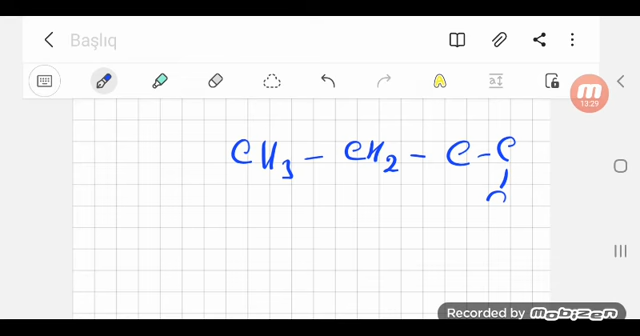 Başlıq
13:29
CH₃ – CH₂ – C – C
Recorded by mobizen